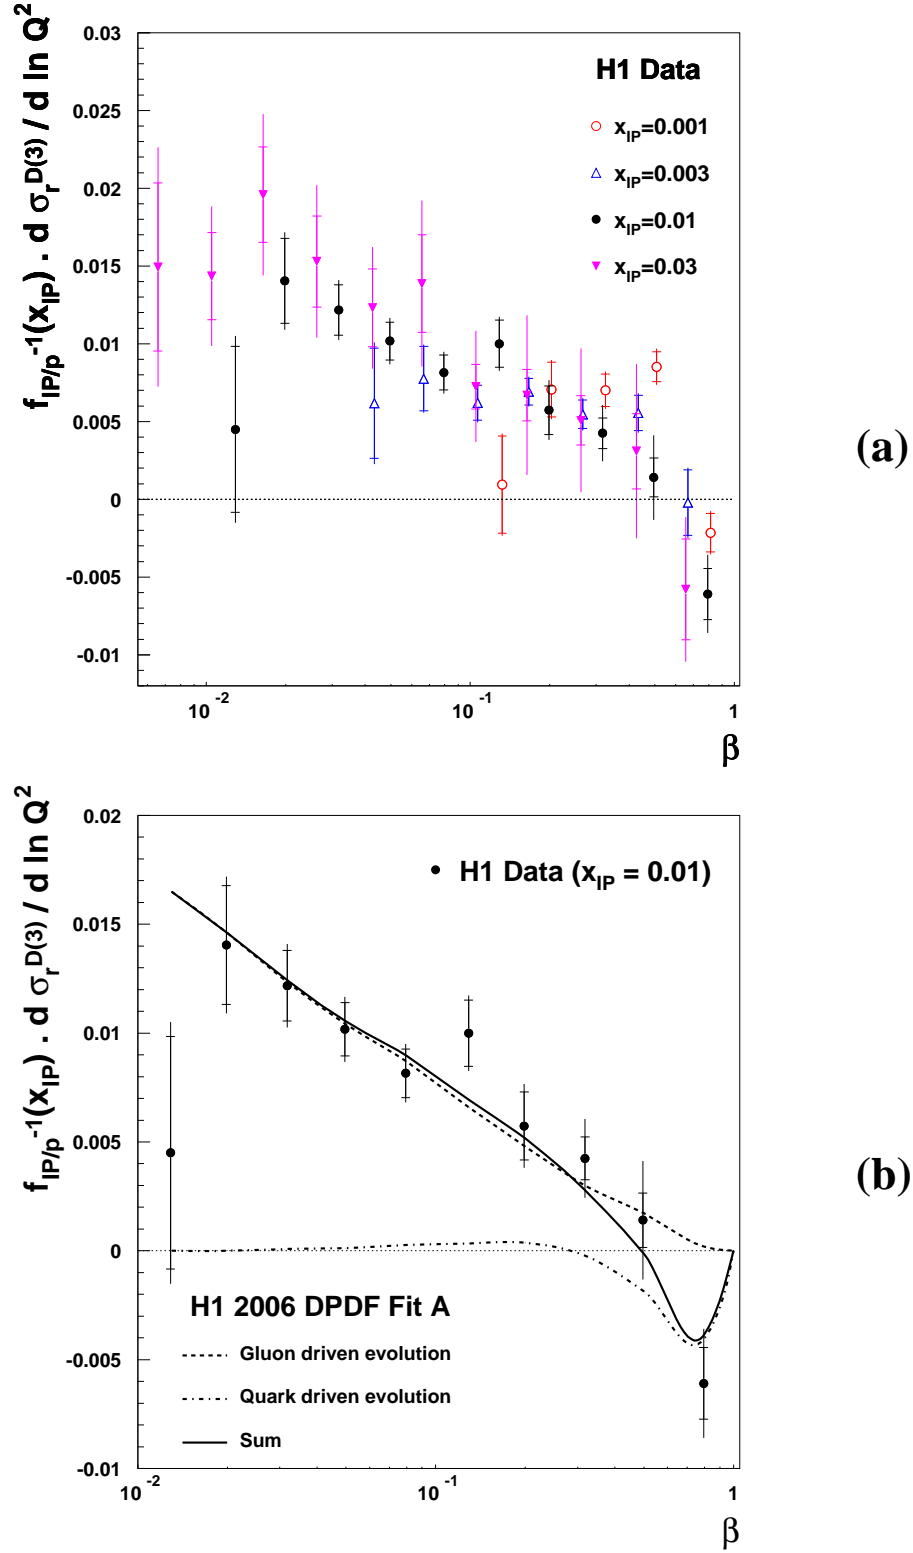 f_IP/p^-1(x_IP) . d σ_r^D(3) / d ln Q^2
0.03
0.025
0.02
0.015
0.01
0.005
0
-0.005
-0.01
H1 Data
x_IP=0.001
x_IP=0.003
x_IP=0.01
x_IP=0.03
(a)
10^-2
10^-1
1
β
f_IP/p^-1(x_IP) . d σ_r^D(3) / d ln Q^2
0.02
0.015
0.01
0.005
0
-0.005
-0.01
H1 Data (x_IP = 0.01)
(b)
H1 2006 DPDF Fit A
Gluon driven evolution
Quark driven evolution
Sum
10^-2
10^-1
1
β